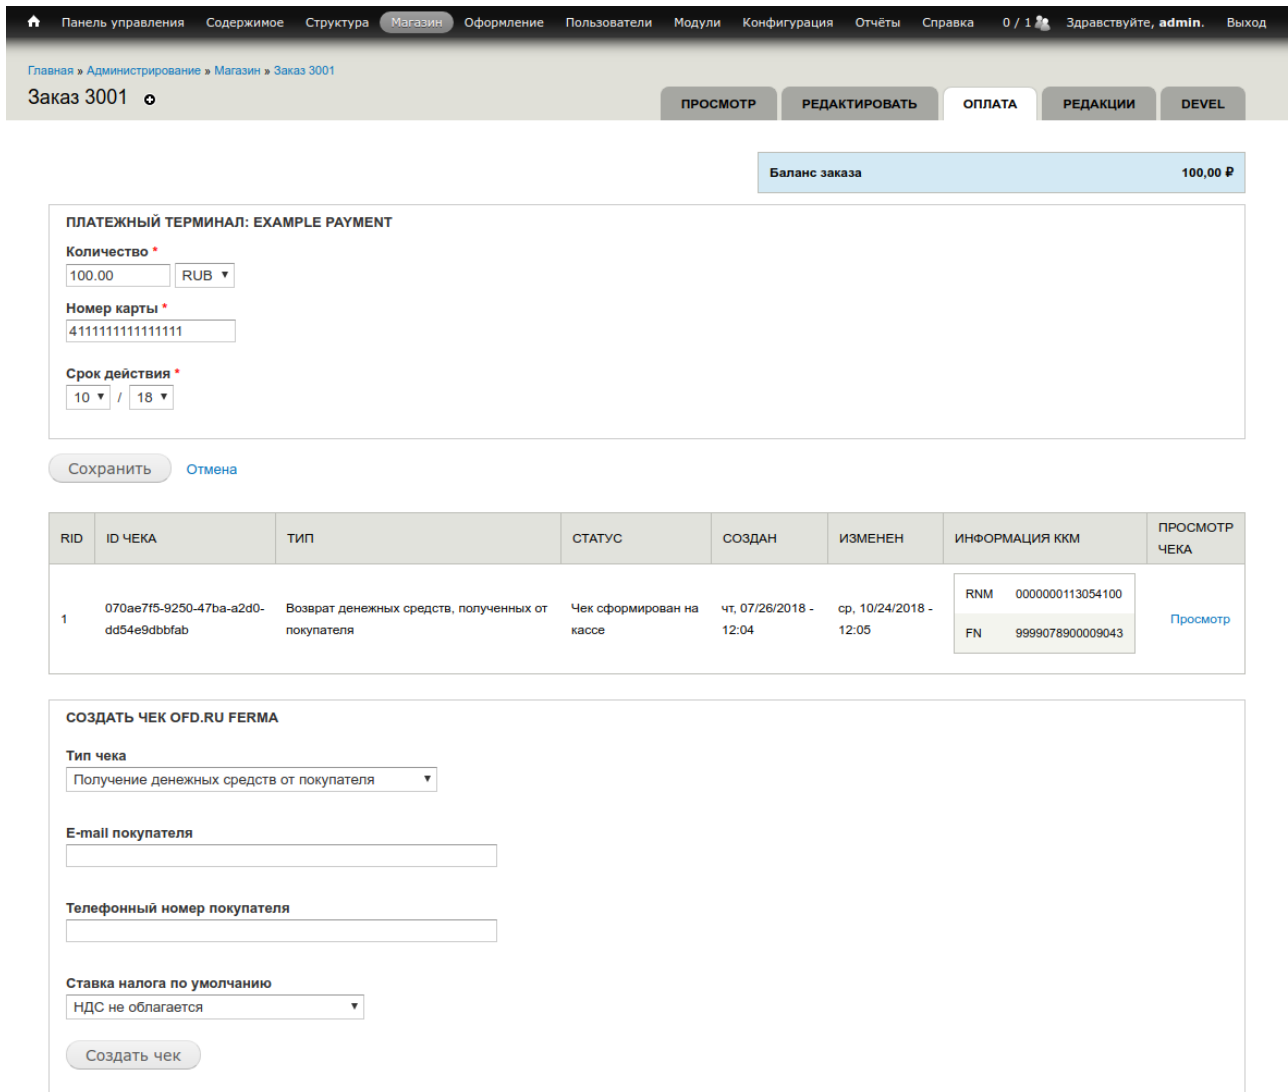 Панель управления Содержимое Структура Магазин Оформление Пользователи Модули Конфигурация Отчёты Справка 0 / 1 Здравствуйте, admin. Выход
Главная » Администрирование » Магазин » Заказ 3001
Заказ 3001
ПРОСМОТР РЕДАКТИРОВАТЬ ОПЛАТА РЕДАКЦИИ DEVEL
Баланс заказа 100,00 ₽
ПЛАТЕЖНЫЙ ТЕРМИНАЛ: EXAMPLE PAYMENT
Количество *
100.00 RUB
Номер карты *
4111111111111111
Срок действия *
10 / 18
Сохранить Отмена
RID ID ЧЕКА ТИП СТАТУС СОЗДАН ИЗМЕНЕН ИНФОРМАЦИЯ ККМ ПРОСМОТР
ЧЕКА
1 070ae7f5-9250-47ba-a2d0- Возврат денежных средств, полученных от Чек сформирован на чт, 07/26/2018 - ср, 10/24/2018 - RNM 0000000113054100 Просмотр
dd54e9dbbfab покупателя кассе 12:04 12:05 FN 9999078900009043
СОЗДАТЬ ЧЕК OFD.RU FERMA
Тип чека
Получение денежных средств от покупателя
E-mail покупателя
Телефонный номер покупателя
Ставка налога по умолчанию
НДС не облагается
Создать чек